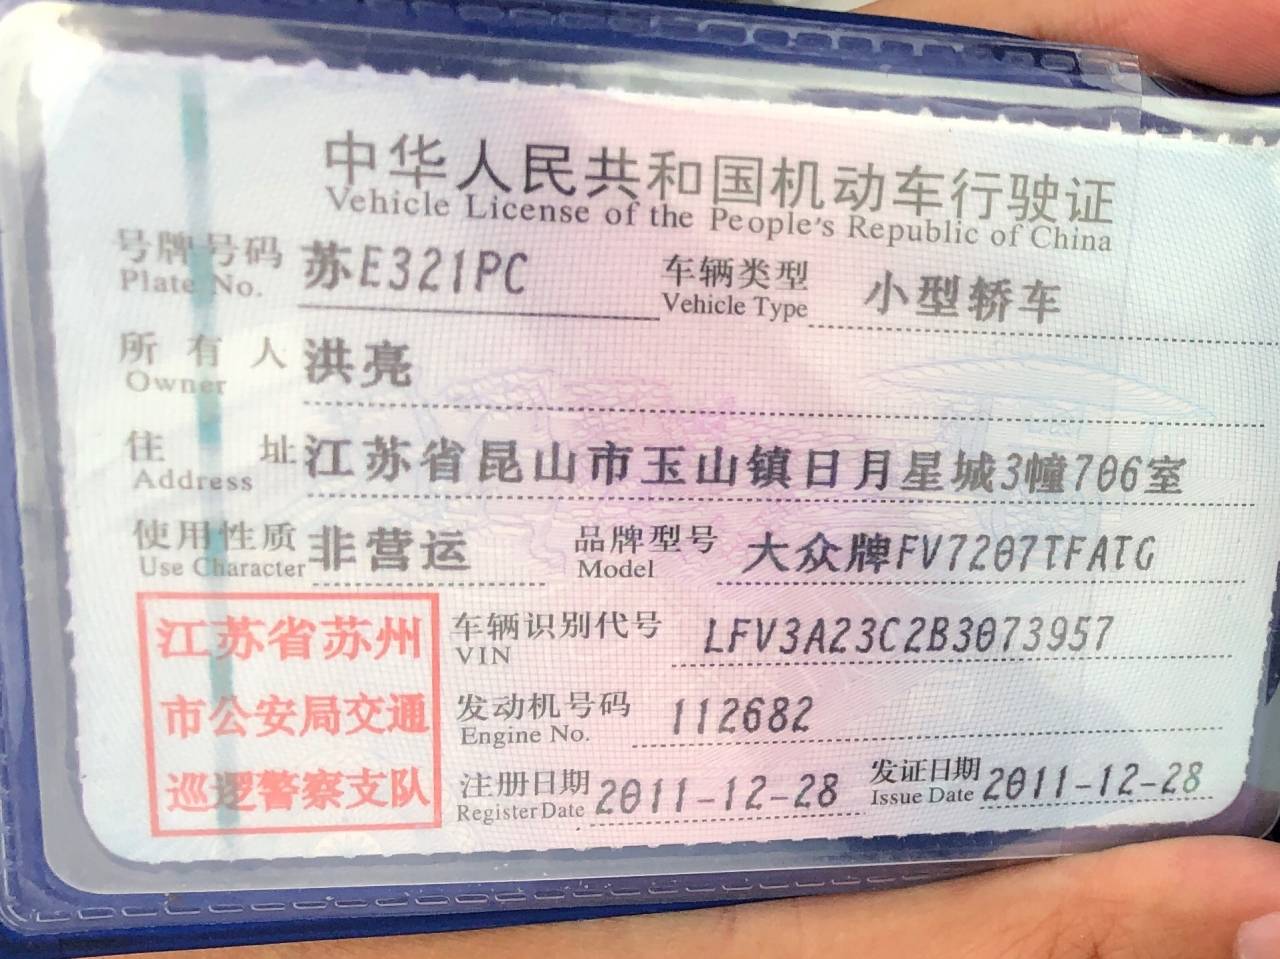 中华人民共和国机动车行驶证
Vehicle License of the People's Republic of China
号牌号码 苏E321PC 车辆类型 小型轿车
Plate No. Vehicle Type
所有人 洪亮
Owner
住址 江苏省昆山市玉山镇日月星城3幢706室
Address
使用性质 非营运 品牌型号 大众牌FV7207TFATG
Use Character Model
江苏省苏州
市公安局交通
巡逻警察支队
车辆识别代号 LFV3A23C2B3073957
VIN
发动机号码 112682
Engine No.
注册日期 2011-12-28 发证日期 2011-12-28
Register Date Issue Date